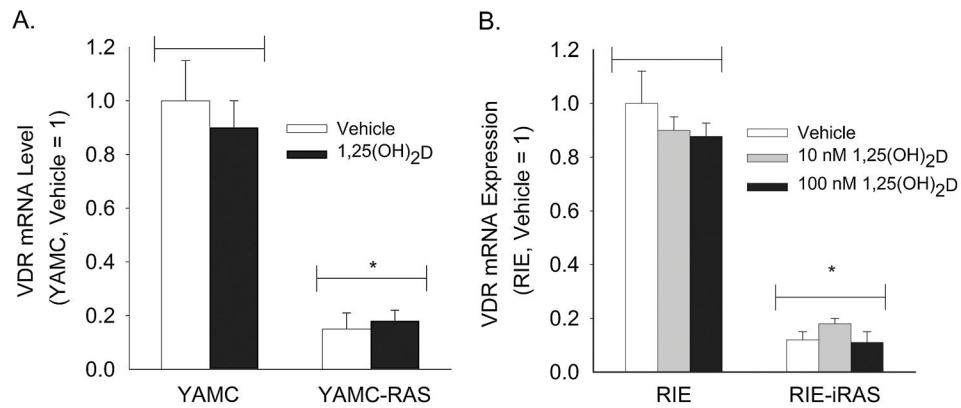 A.
VDR mRNA Level
(YAMC, Vehicle = 1)
1.2
1.0
0.8
0.6
0.4
0.2
0.0
Vehicle
1,25(OH)2D
*
YAMC
YAMC-RAS
B.
VDR mRNA Expression
(RIE, Vehicle = 1)
1.2
1.0
0.8
0.6
0.4
0.2
0.0
Vehicle
10 nM 1,25(OH)2D
100 nM 1,25(OH)2D
*
RIE
RIE-iRAS